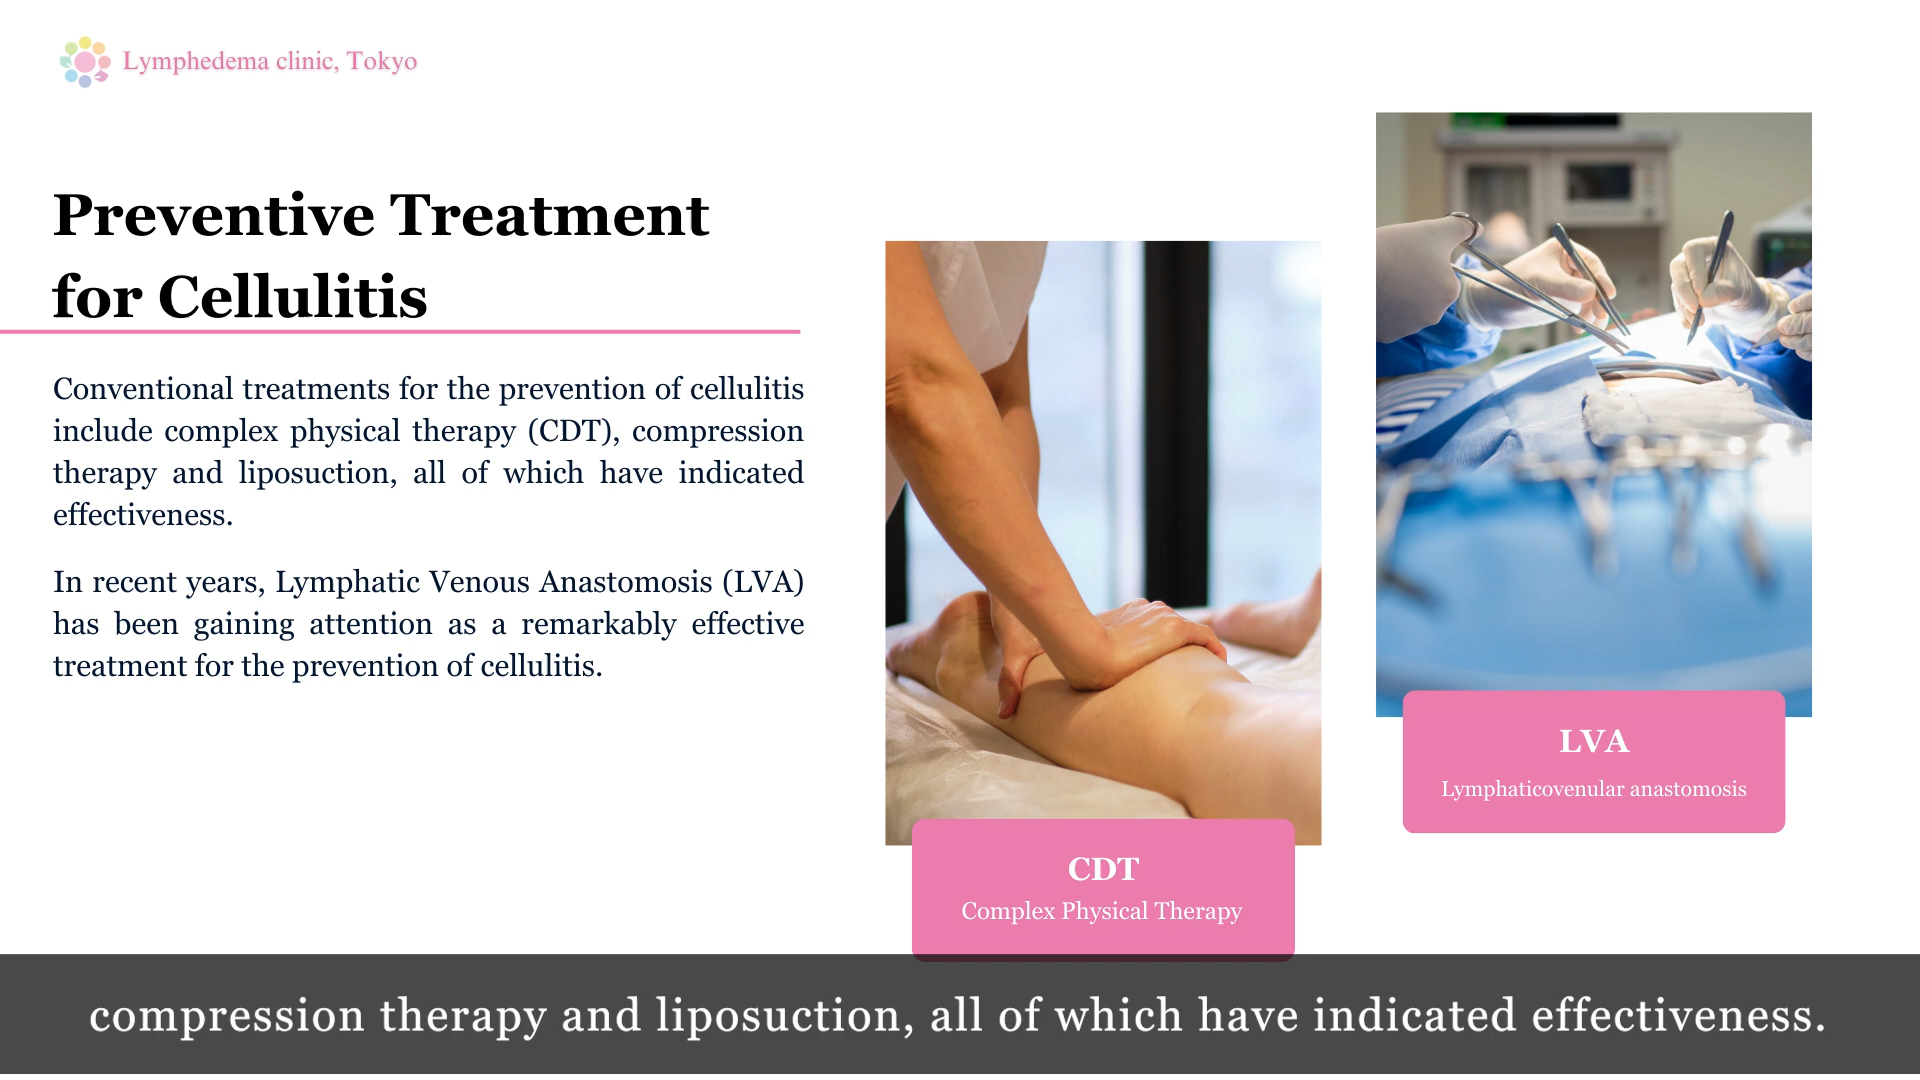 Lymphedema clinic, Tokyo
Preventive Treatment
for Cellulitis
Conventional treatments for the prevention of cellulitis
include complex physical therapy (CDT), compression
therapy and liposuction, all of which have indicated
effectiveness.
In recent years, Lymphatic Venous Anastomosis (LVA)
has been gaining attention as a remarkably effective
treatment for the prevention of cellulitis.
CDT
Complex Physical Therapy
LVA
Lymphaticovenular anastomosis
compression therapy and liposuction, all of which have indicated effectiveness.